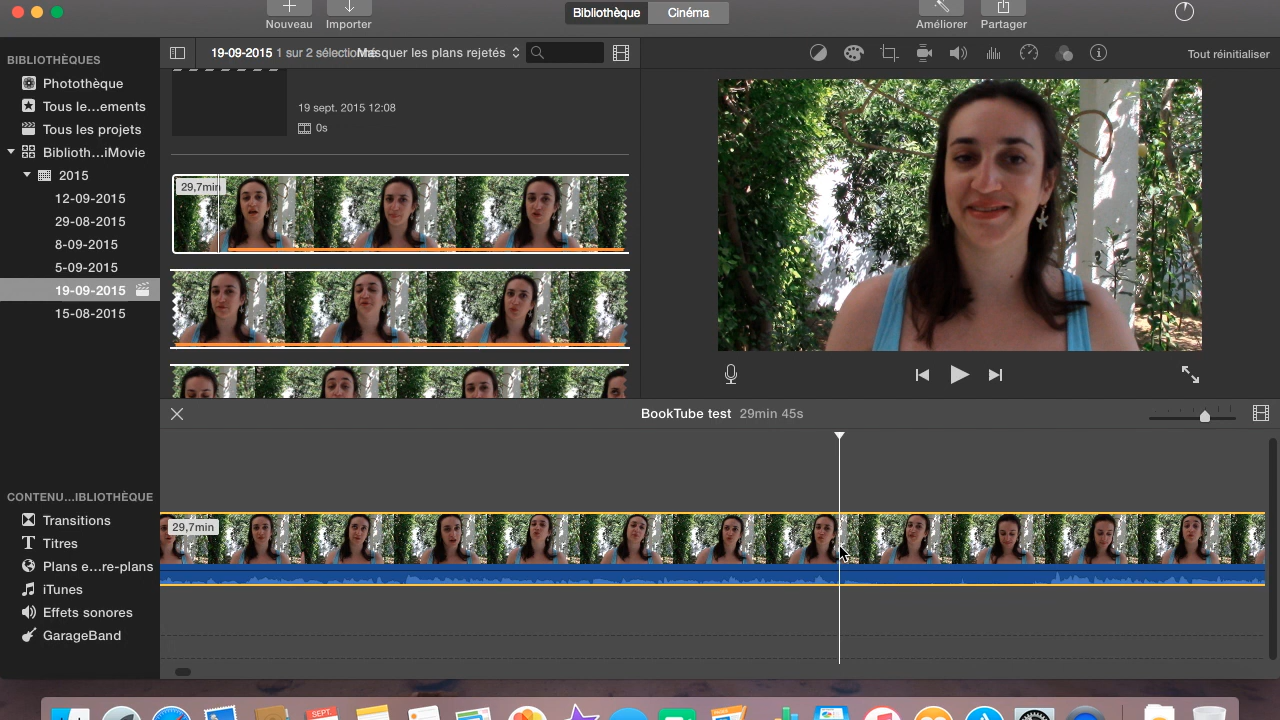 Nouveau
Importer
Bibliothèque
Cinéma
Améliorer
Partager
BIBLIOTHÈQUES
Photothèque
Tous le...ements
Tous les projets
Biblioth...iMovie
2015
12-09-2015
29-08-2015
8-09-2015
5-09-2015
19-09-2015
15-08-2015
19-09-2015 1 sur 2 sélectionnés
Masquer les plans rejetés
Tout réinitialiser
19 sept. 2015 12:08
0s
29,7min
BookTube test 29min 45s
29,7min
CONTENU...IBLIOTHÈQUE
Transitions
Titres
Plans e...re-plans
iTunes
Effets sonores
GarageBand
SEPT.